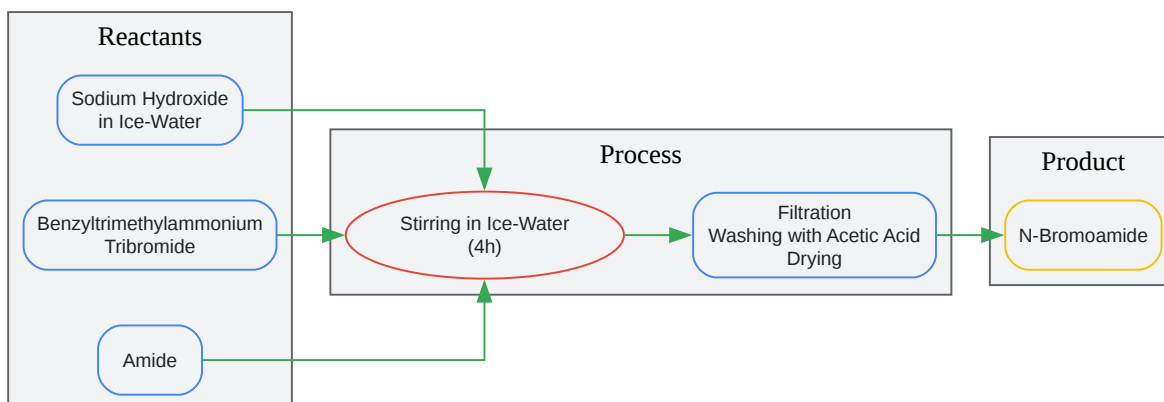 Reactants
Sodium Hydroxide
in Ice-Water
Benzyltrimethylammonium
Tribromide
Amide
Process
Stirring in Ice-Water
(4h)
Filtration
Washing with Acetic Acid
Drying
Product
N-Bromoamide